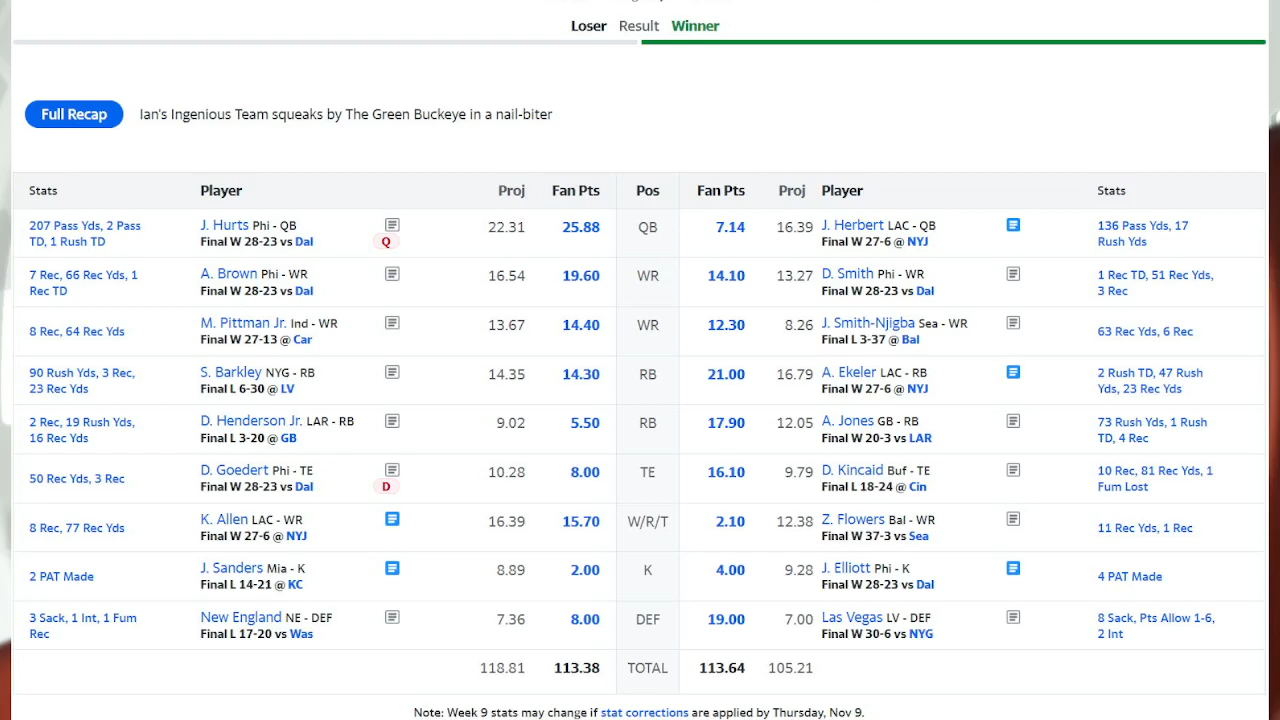 Loser Result Winner
Full Recap Ian's Ingenious Team squeaks by The Green Buckeye in a nail-biter
Stats Player Proj Fan Pts Pos Fan Pts Proj Player Stats
207 Pass Yds, 2 Pass J. Hurts Phi - QB 22.31 25.88 QB 7.14 16.39 J. Herbert LAC - QB 136 Pass Yds, 17
TD, 1 Rush TD Final W 28-23 vs Dal Q Final W 27-6 @ NYJ Rush Yds
7 Rec, 66 Rec Yds, 1 A. Brown Phi - WR 16.54 19.60 WR 14.10 13.27 D. Smith Phi - WR 1 Rec TD, 51 Rec Yds,
Rec TD Final W 28-23 vs Dal Final W 28-23 vs Dal 3 Rec
8 Rec, 64 Rec Yds M. Pittman Jr. Ind - WR 13.67 14.40 WR 12.30 8.26 J. Smith-Njigba Sea - WR 63 Rec Yds, 6 Rec
Final W 27-13 @ Car Final L 3-37 @ Bal
90 Rush Yds, 3 Rec, S. Barkley NYG - RB 14.35 14.30 RB 21.00 16.79 A. Ekeler LAC - RB 2 Rush TD, 47 Rush
23 Rec Yds Final L 6-30 @ LV Final W 27-6 @ NYJ Yds, 23 Rec Yds
2 Rec, 19 Rush Yds, D. Henderson Jr. LAR - RB 9.02 5.50 RB 17.90 12.05 A. Jones GB - RB 73 Rush Yds, 1 Rush
16 Rec Yds Final L 3-20 @ GB Final W 20-3 vs LAR TD, 4 Rec
50 Rec Yds, 3 Rec D. Goedert Phi - TE 10.28 8.00 TE 16.10 9.79 D. Kincaid Buf - TE 10 Rec, 81 Rec Yds, 1
Final W 28-23 vs Dal D Final L 18-24 @ Cin Fum Lost
8 Rec, 77 Rec Yds K. Allen LAC - WR 16.39 15.70 W/R/T 2.10 12.38 Z. Flowers Bal - WR 11 Rec Yds, 1 Rec
Final W 27-6 @ NYJ Final W 37-3 vs Sea
2 PAT Made J. Sanders Mia - K 8.89 2.00 K 4.00 9.28 J. Elliott Phi - K 4 PAT Made
Final L 14-21 @ KC Final W 28-23 vs Dal
3 Sack, 1 Int, 1 Fum New England NE - DEF 7.36 8.00 DEF 19.00 7.00 Las Vegas LV - DEF 8 Sack, Pts Allow 1-6,
Rec Final L 17-20 vs Was Final W 30-6 vs NYG 2 Int
118.81 113.38 TOTAL 113.64 105.21
Note: Week 9 stats may change if stat corrections are applied by Thursday, Nov 9.